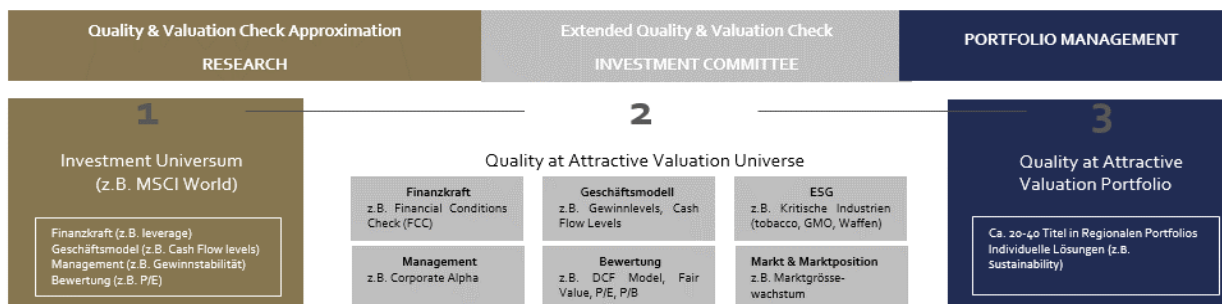 Quality & Valuation Check Approximation
RESEARCH
Extended Quality & Valuation Check
INVESTMENT COMMITTEE
PORTFOLIO MANAGEMENT
1
Investment Universum
(z.B. MSCI World)
Finanzkraft (z.B. leverage)
Geschäftsmodel (z.B. Cash Flow levels)
Management (z.B. Gewinnstabilität)
Bewertung (z.B. P/E)
2
Quality at Attractive Valuation Universe
Finanzkraft
z.B. Financial Conditions
Check (FCC)
Geschäftsmodell
z.B. Gewinnlevels, Cash
Flow Levels
ESG
z.B. Kritische Industrien
(tobacco, GMO, Waffen)
Management
z.B. Corporate Alpha
Bewertung
z.B. DCF Model, Fair
Value, P/E, P/B
Markt & Marktposition
z.B. Marktgrösse-
wachstum
3
Quality at Attractive
Valuation Portfolio
Ca. 20-40 Titel in Regionalen Portfolios
Individuelle Lösungen (z.B.
Sustainability)